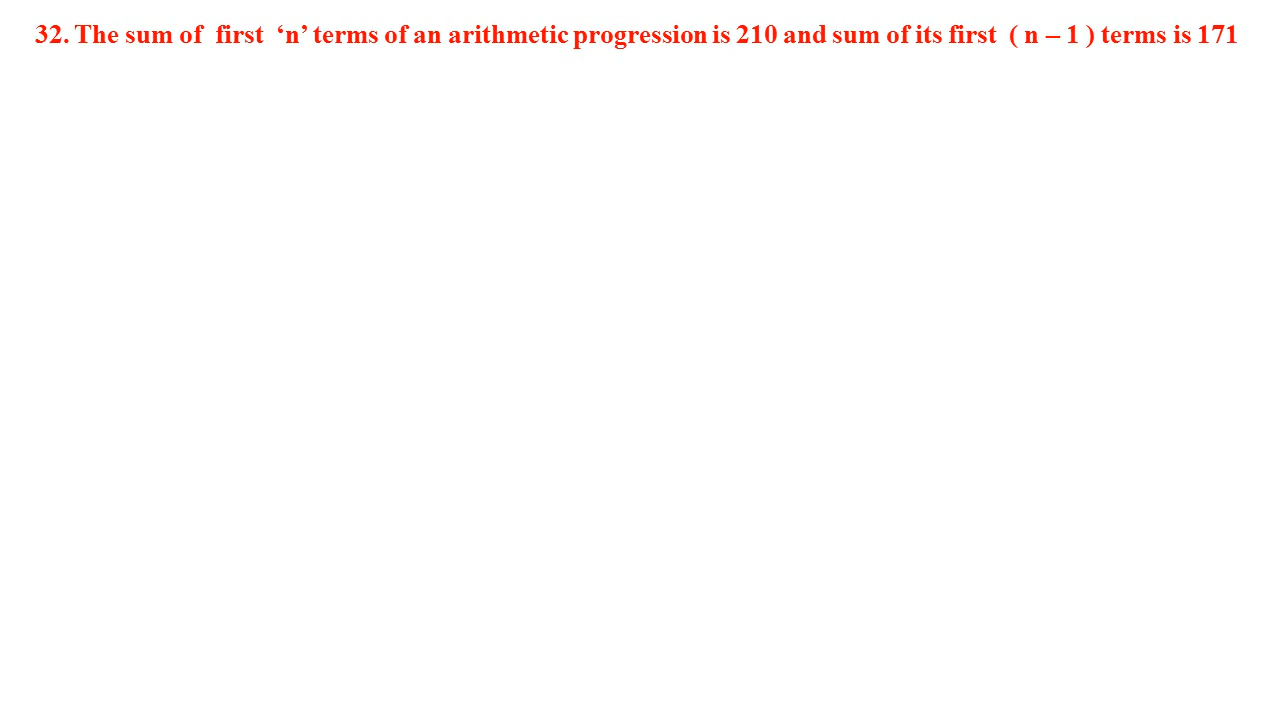 32. The sum of first ‘n’ terms of an arithmetic progression is 210 and sum of its first ( n – 1 ) terms is 171